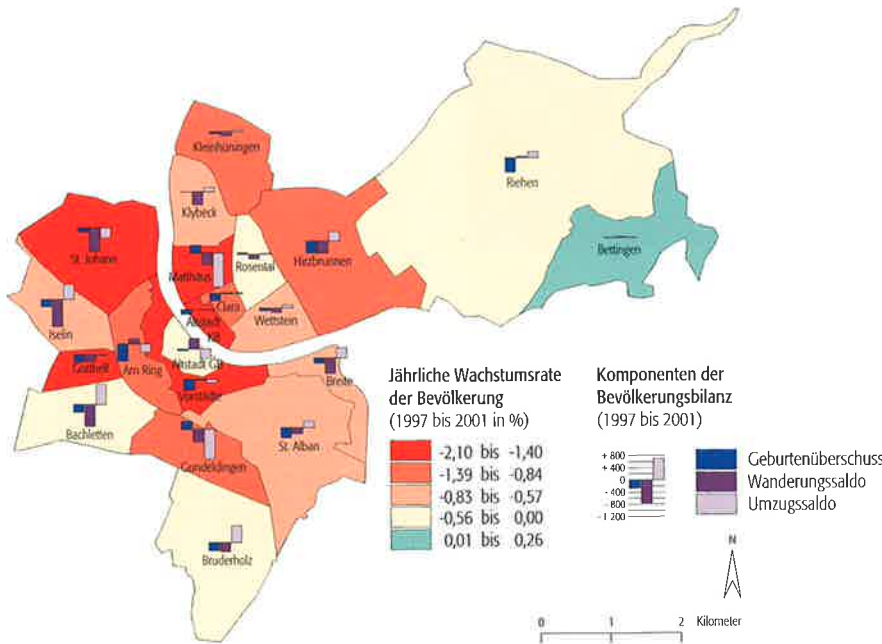 Kleinhüningen
Riehen
Klybeck
Bettingen
St. Johann
Matthäus
Rosental
Hirzbrunnen
Clara
Altstadt
KB
Wettstein
Iselin
Altstadt GB
Gotthelf
Am Ring
Vorstädte
Breite
Bachletten
St. Alban
Gundeldingen
Bruderholz
Jährliche Wachstumsrate
der Bevölkerung
(1997 bis 2001 in %)
-2,10 bis -1,40
-1,39 bis -0,84
-0,83 bis -0,57
-0,56 bis 0,00
0,01 bis 0,26
Komponenten der
Bevölkerungsbilanz
(1997 bis 2001)
+ 800
+ 400
0
- 400
- 800
-1 200
Geburtenüberschuss
Wanderungssaldo
Umzugssaldo
N
0 1 2 Kilometer